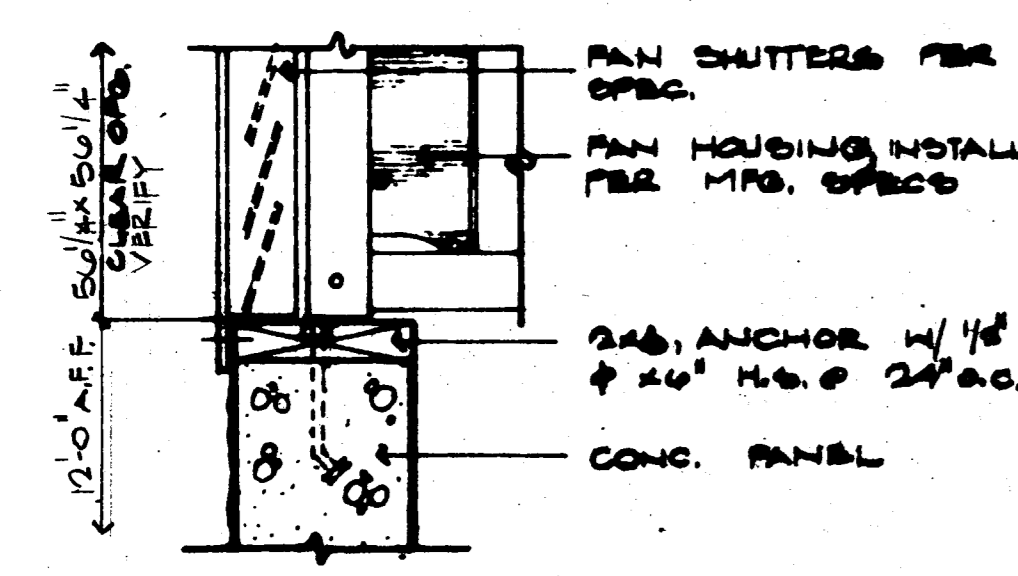 FAN SHUTTERS PER
SPEC.
FAN HOUSING, INSTALL
PER MFG. SPECS
2x6, ANCHOR W/ 1/8"
φ x6" H.S. @ 24" O.C.
CONC. PANEL
56 1/4" x 56 1/4"
CLEAR OPG.
VERIFY
12'-0" A.F.F.